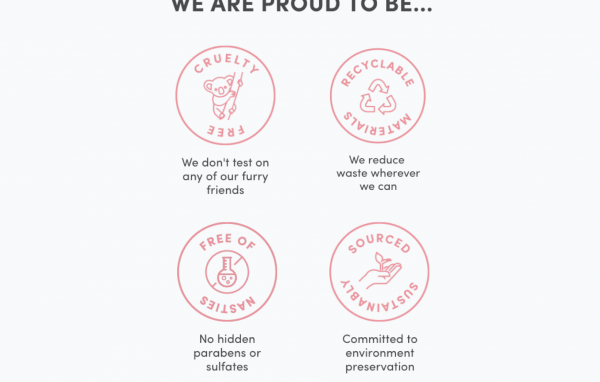 WE ARE PROUD TO BE...
CRUELTY
FREE
We don't test on
any of our furry
friends
RECYCLABLE
MATERIALS
We reduce
waste wherever
we can
FREE OF
NASTIES
No hidden
parabens or
sulfates
SOURCED
SUSTAINABLY
Committed to
environment
preservation